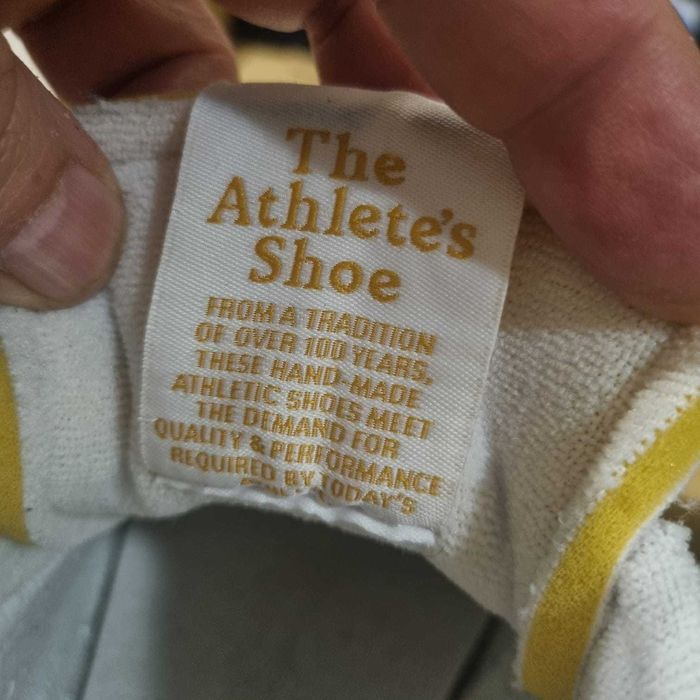 The
Athlete's
Shoe
FROM A TRADITION
OF OVER 100 YEARS,
THESE HAND-MADE
ATHLETIC SHOES MEET
THE DEMAND FOR
QUALITY & PERFORMANCE
REQUIRED BY TODAY'S